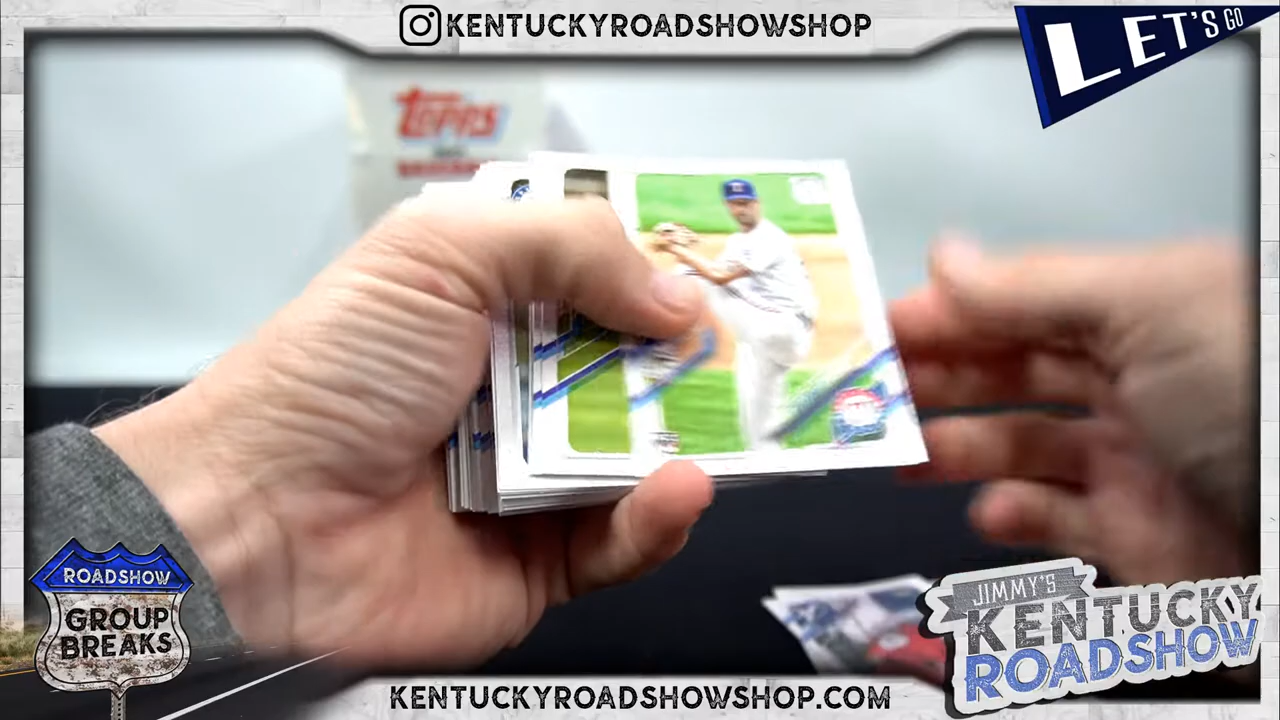 KENTUCKYROADSHOWSHOP
LET'S GO
Topps
ROADSHOW
GROUP
BREAKS
JIMMY'S
KENTUCKY
ROADSHOW
KENTUCKYROADSHOWSHOP.COM